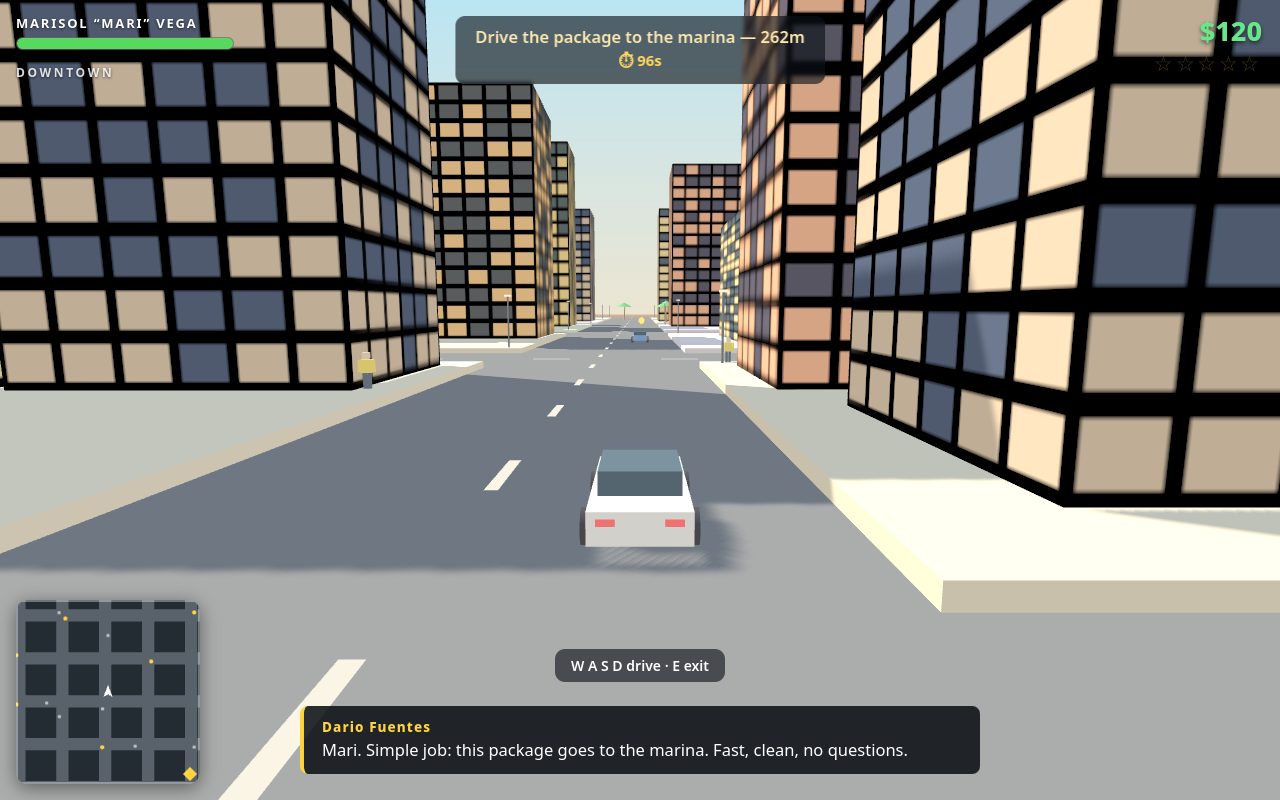 MARISOL “MARI” VEGA
DOWNTOWN
Drive the package to the marina — 262m
⏱ 96s
$120
☆☆☆☆☆
W A S D drive · E exit
Dario Fuentes
Mari. Simple job: this package goes to the marina. Fast, clean, no questions.